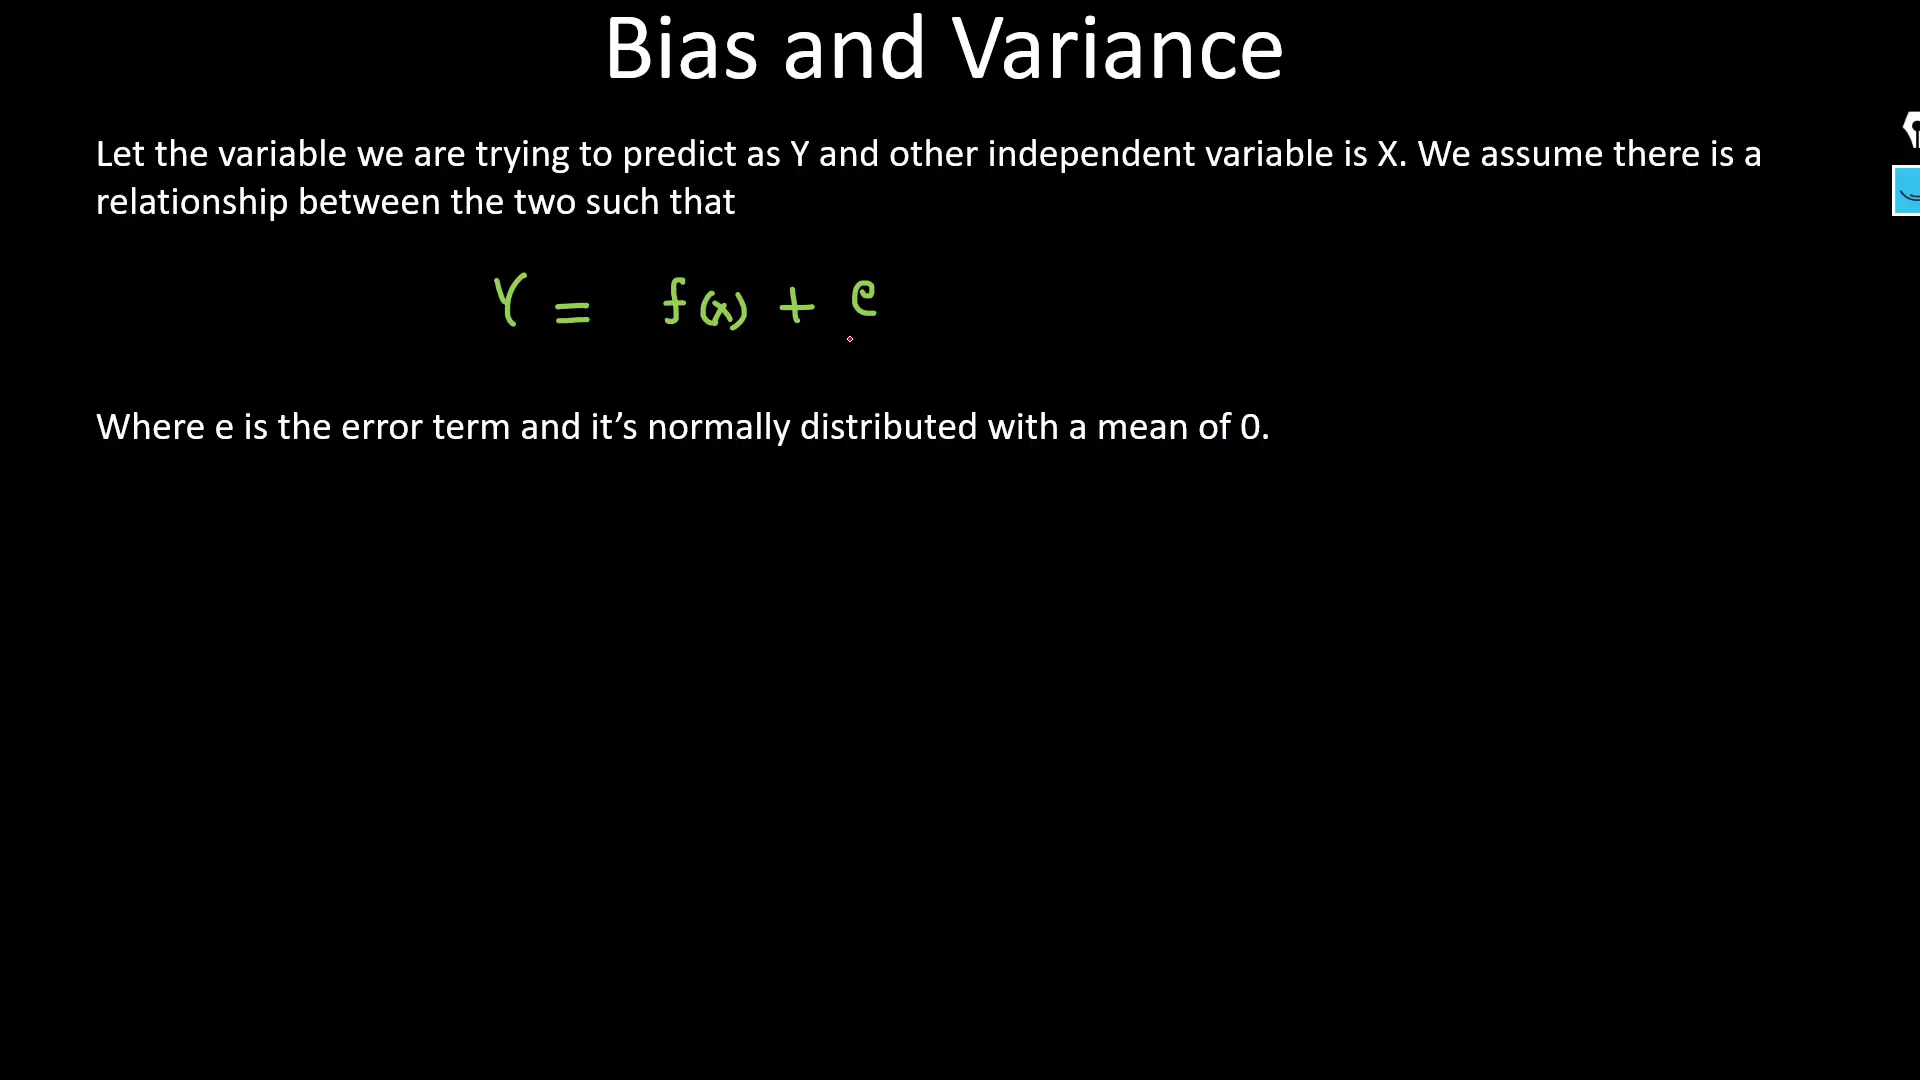 Bias and Variance
Let the variable we are trying to predict as Y and other independent variable is X. We assume there is a
relationship between the two such that
Y = f(x) + e
Where e is the error term and it’s normally distributed with a mean of 0.